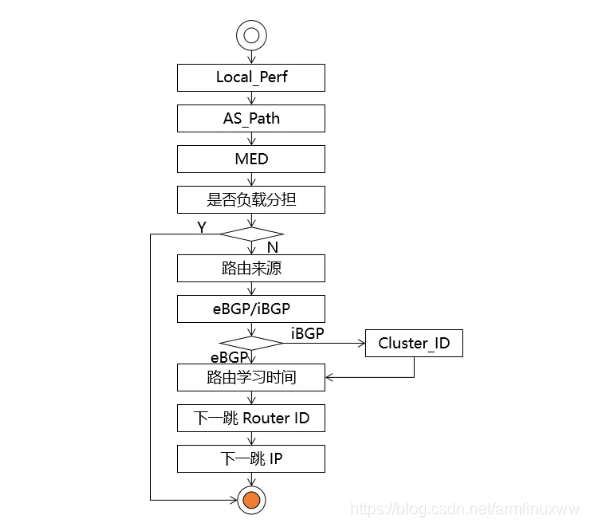 Local_Perf
AS_Path
MED
是否负载分担
Y
N
路由来源
eBGP/iBGP
iBGP
Cluster_ID
eBGP
路由学习时间
下一跳 Router ID
下一跳 IP
https://blog.csdn.net/armlinuxww